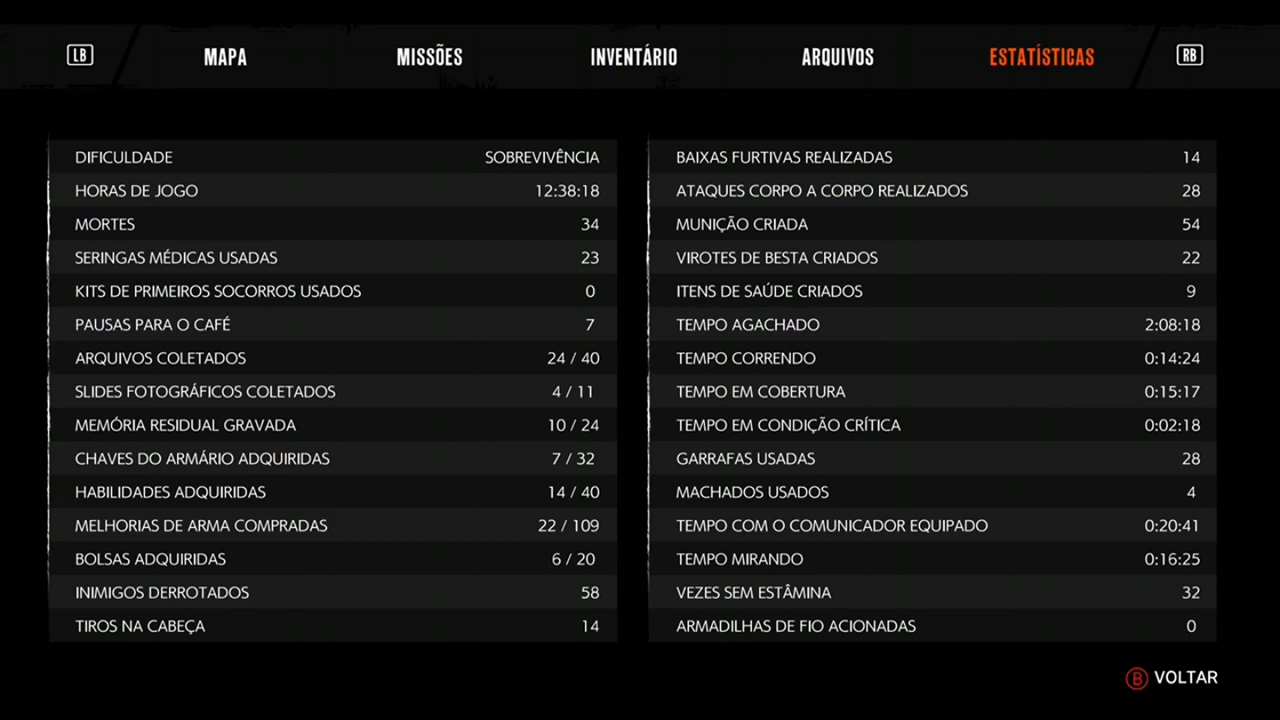 LB MAPA MISSÕES INVENTÁRIO ARQUIVOS ESTATÍSTICAS RB
DIFICULDADE SOBREVIVÊNCIA
HORAS DE JOGO 12:38:18
MORTES 34
SERINGAS MÉDICAS USADAS 23
KITS DE PRIMEIROS SOCORROS USADOS 0
PAUSAS PARA O CAFÉ 7
ARQUIVOS COLETADOS 24 / 40
SLIDES FOTOGRÁFICOS COLETADOS 4 / 11
MEMÓRIA RESIDUAL GRAVADA 10 / 24
CHAVES DO ARMÁRIO ADQUIRIDAS 7 / 32
HABILIDADES ADQUIRIDAS 14 / 40
MELHORIAS DE ARMA COMPRADAS 22 / 109
BOLSAS ADQUIRIDAS 6 / 20
INIMIGOS DERROTADOS 58
TIROS NA CABEÇA 14
BAIXAS FURTIVAS REALIZADAS 14
ATAQUES CORPO A CORPO REALIZADOS 28
MUNIÇÃO CRIADA 54
VIROTES DE BESTA CRIADOS 22
ITENS DE SAÚDE CRIADOS 9
TEMPO AGACHADO 2:08:18
TEMPO CORRENDO 0:14:24
TEMPO EM COBERTURA 0:15:17
TEMPO EM CONDIÇÃO CRÍTICA 0:02:18
GARRAFAS USADAS 28
MACHADOS USADOS 4
TEMPO COM O COMUNICADOR EQUIPADO 0:20:41
TEMPO MIRANDO 0:16:25
VEZES SEM ESTÂMINA 32
ARMADILHAS DE FIO ACIONADAS 0
B VOLTAR